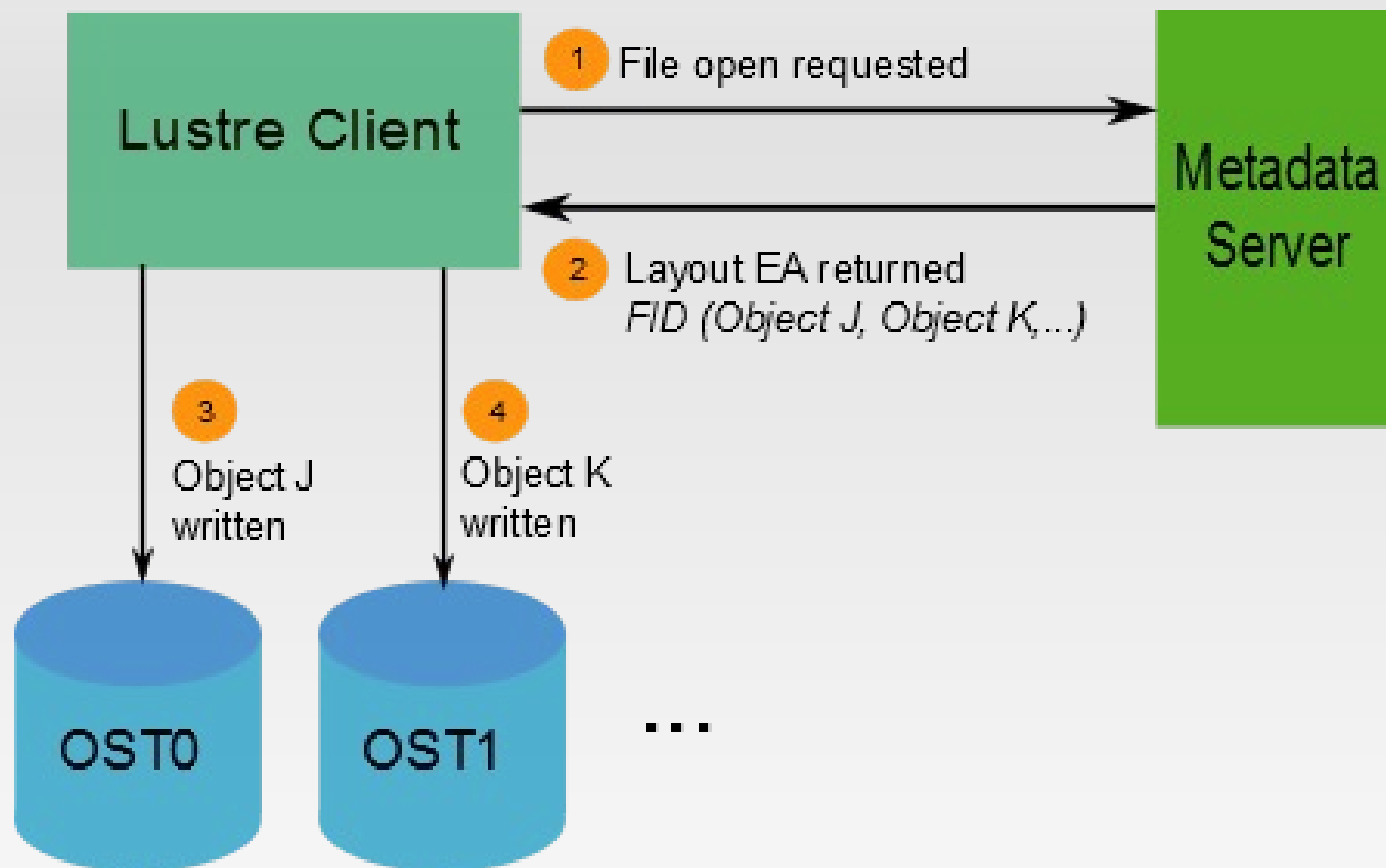 Lustre Client
1 File open requested
Metadata
Server
2 Layout EA returned
FID (Object J, Object K,...)
3
Object J
written
4
Object K
written
OST0
OST1
...